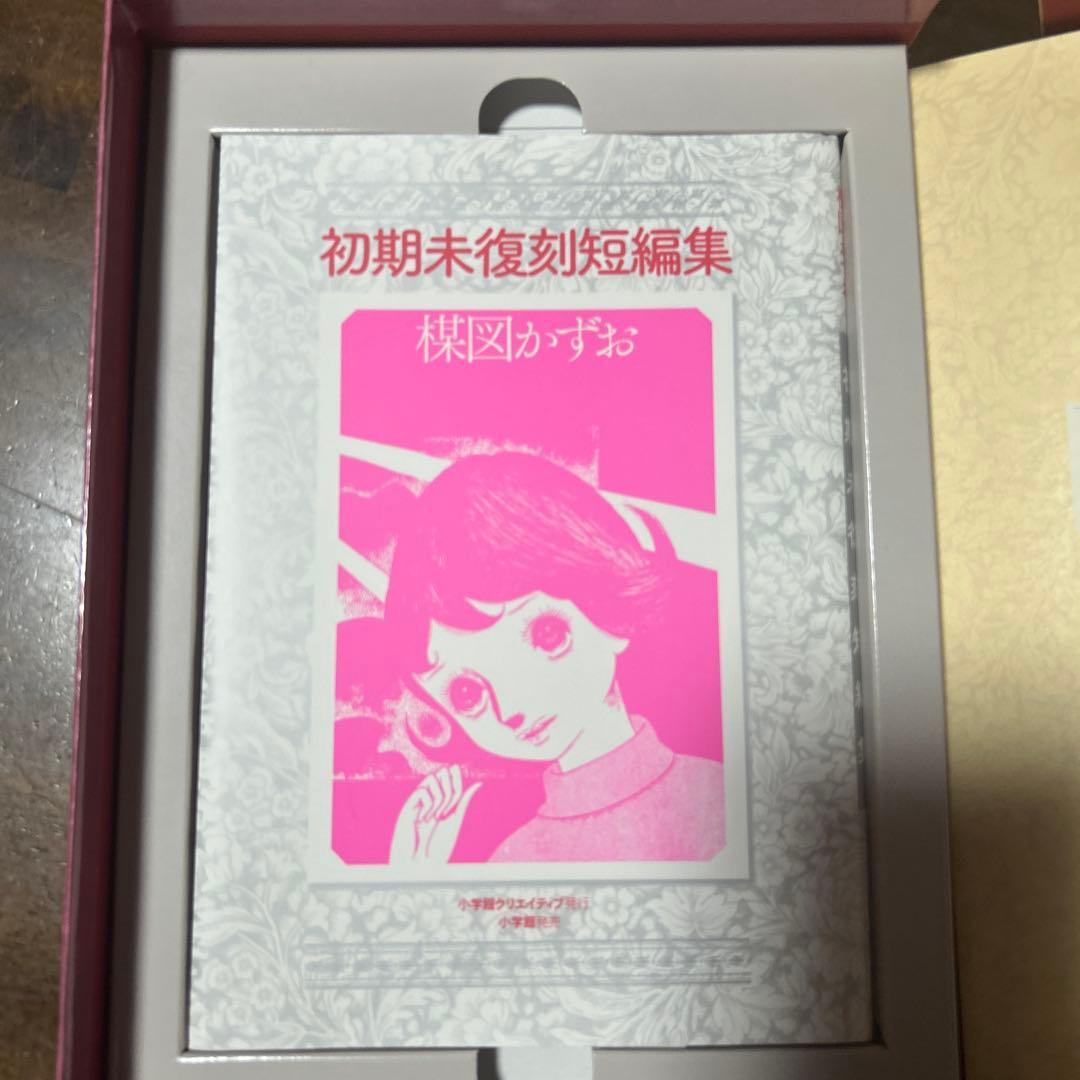 初期未復刻短編集
楳図かずお
小学館クリエイティブ発行
小学館発売